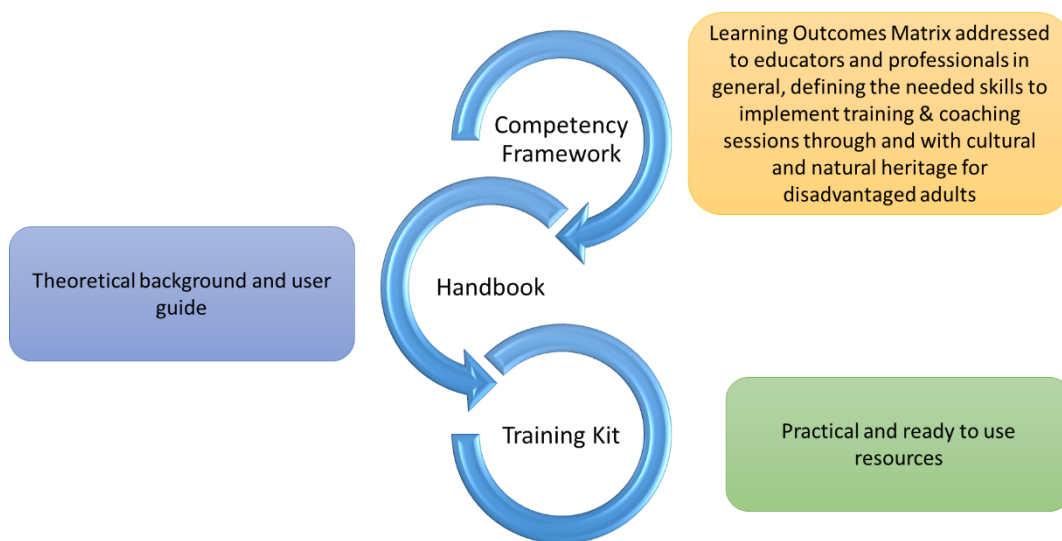 Learning Outcomes Matrix addressed
to educators and professionals in
general, defining the needed skills to
implement training & coaching
sessions through and with cultural
and natural heritage for
disadvantaged adults
Competency
Framework
Theoretical background and user
guide
Handbook
Training Kit
Practical and ready to use
resources